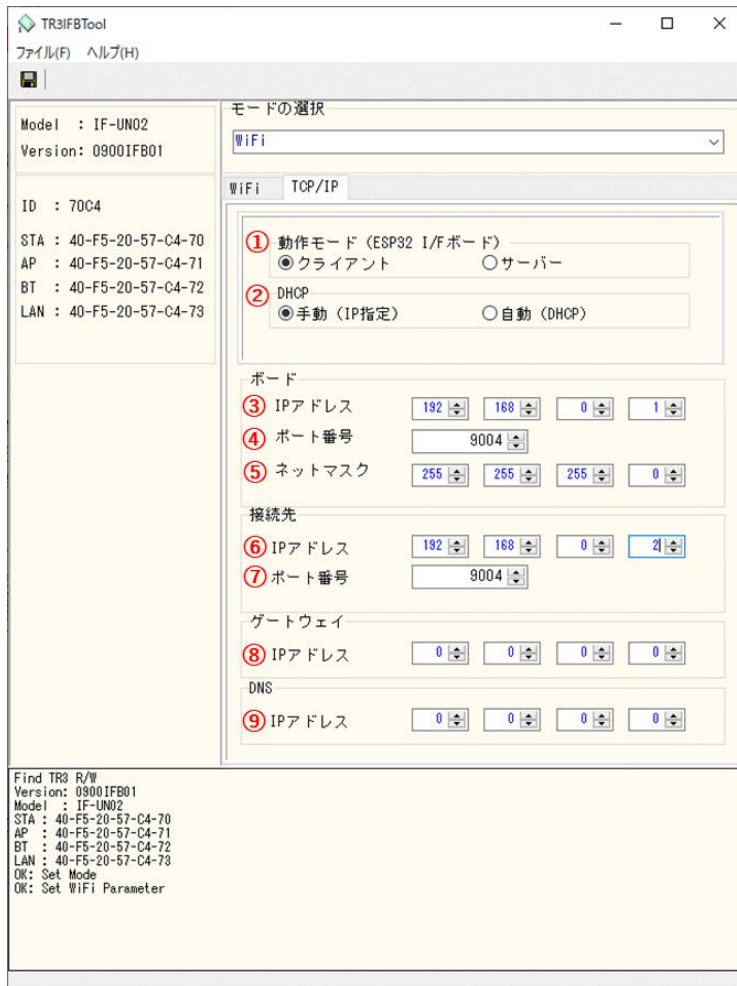 TR3IFBTool
ファイル(F) ヘルプ(H)
Model : IF-UN02
Version: 0900IFB01
ID : 70C4
STA : 40-F5-20-57-C4-70
AP : 40-F5-20-57-C4-71
BT : 40-F5-20-57-C4-72
LAN : 40-F5-20-57-C4-73
モードの選択
WiFi
WiFi TCP/IP
① 動作モード (ESP32 I/Fボード)
クライアント サーバー
② DHCP
手動 (IP指定) 自動 (DHCP)
ボード
③ IPアドレス 192 168 0 1
④ ポート番号 9004
⑤ ネットマスク 255 255 255 0
接続先
⑥ IPアドレス 192 168 0 2
⑦ ポート番号 9004
ゲートウェイ
⑧ IPアドレス 0 0 0 0
DNS
⑨ IPアドレス 0 0 0 0
Find TR3 R/W
Version: 0900IFB01
Model : IF-UN02
STA : 40-F5-20-57-C4-70
AP : 40-F5-20-57-C4-71
BT : 40-F5-20-57-C4-72
LAN : 40-F5-20-57-C4-73
OK: Set Mode
OK: Set WiFi Parameter